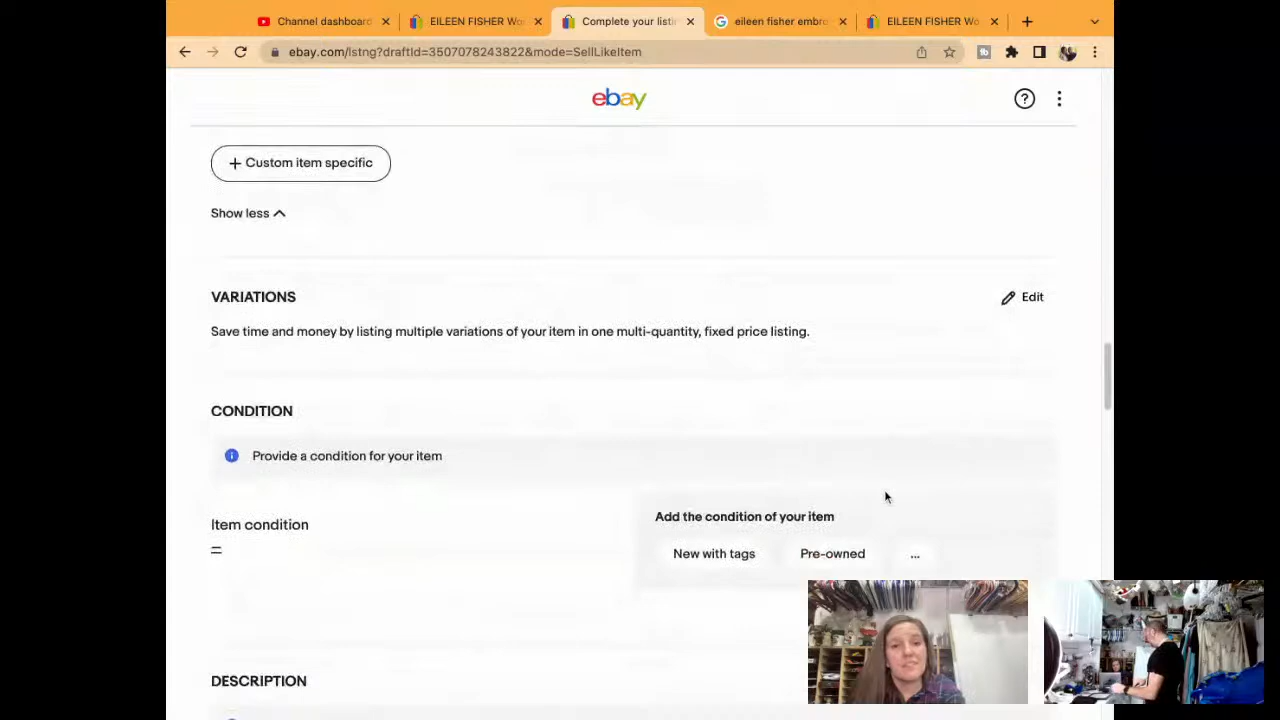 Channel dashboard
EILEEN FISHER Wo
Complete your listi
eileen fisher embro
EILEEN FISHER Wo
ebay.com/lstng?draftId=3507078243822&mode=SellLikeItem
ebay
+ Custom item specific
Show less
VARIATIONS
Edit
Save time and money by listing multiple variations of your item in one multi-quantity, fixed price listing.
CONDITION
Provide a condition for your item
Add the condition of your item
Item condition
New with tags
Pre-owned
...
DESCRIPTION